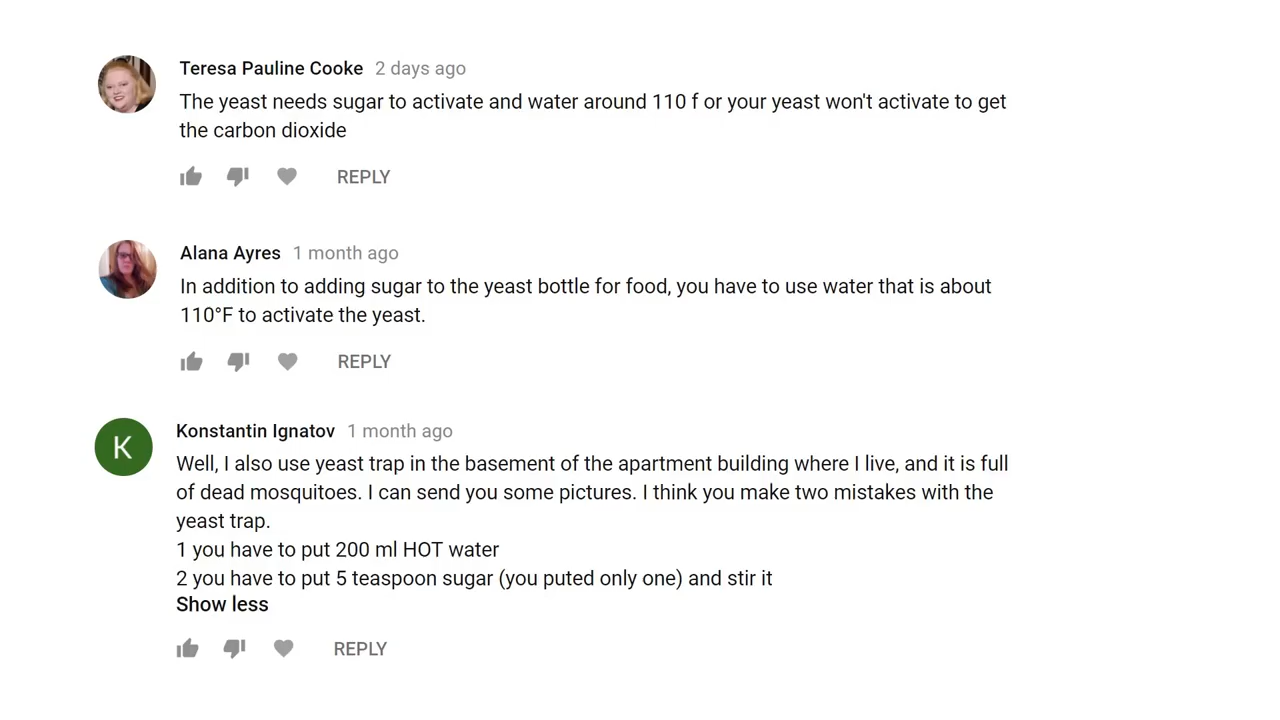 Teresa Pauline Cooke 2 days ago
The yeast needs sugar to activate and water around 110 f or your yeast won't activate to get
the carbon dioxide
REPLY
Alana Ayres 1 month ago
In addition to adding sugar to the yeast bottle for food, you have to use water that is about
110°F to activate the yeast.
REPLY
K
Konstantin Ignatov 1 month ago
Well, I also use yeast trap in the basement of the apartment building where I live, and it is full
of dead mosquitoes. I can send you some pictures. I think you make two mistakes with the
yeast trap.
1 you have to put 200 ml HOT water
2 you have to put 5 teaspoon sugar (you puted only one) and stir it
Show less
REPLY